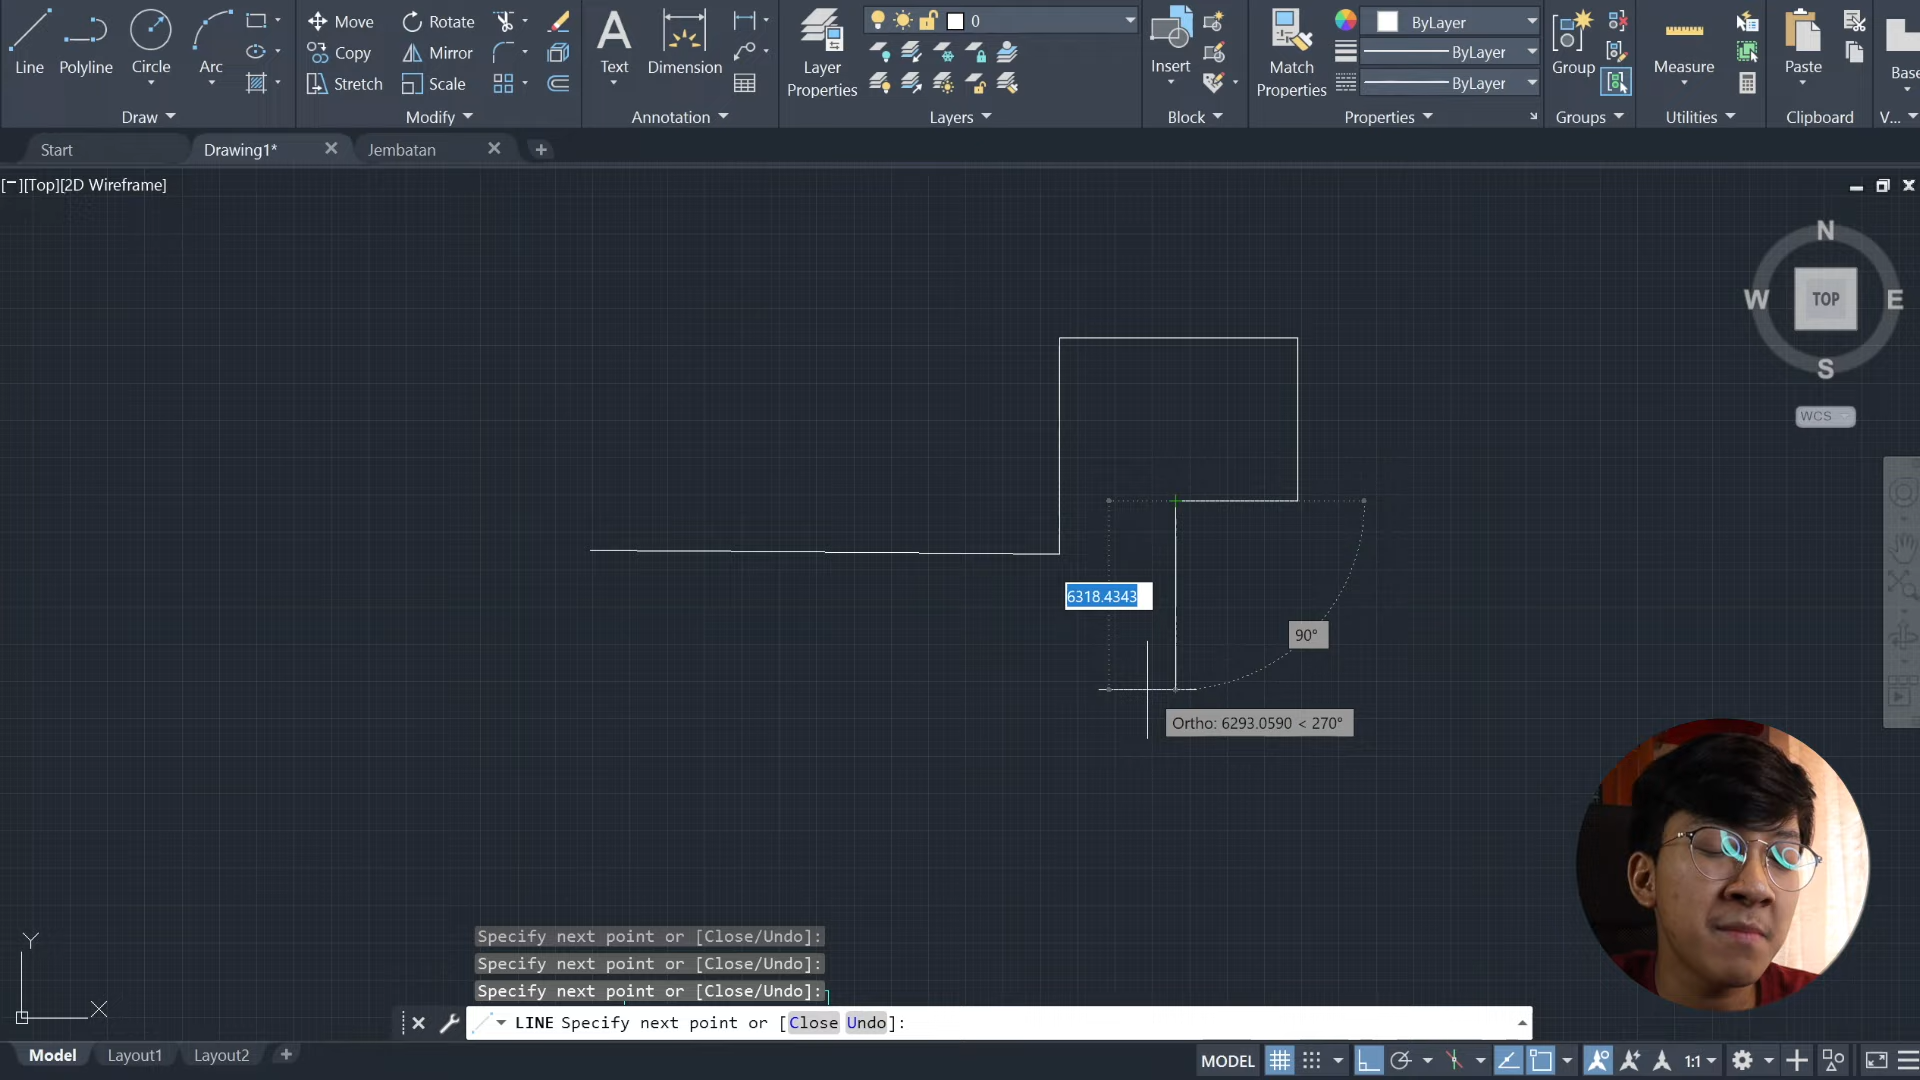 Line Polyline Circle Arc
Move Rotate
Copy Mirror
Stretch Scale
Text Dimension
Layer Properties
0
Insert
Match Properties
ByLayer
ByLayer
ByLayer
Group
Measure
Paste
Base
Draw Modify Annotation Layers Block Properties Groups Utilities Clipboard V...
Start Drawing1* Jembatan
[−][Top][2D Wireframe]
N
W TOP E
S
WCS
6318.4343
90°
Ortho: 6293.0590 < 270°
Y
X
Specify next point or [Close/Undo]:
Specify next point or [Close/Undo]:
Specify next point or [Close/Undo]:
LINE Specify next point or [Close Undo]:
Model Layout1 Layout2
MODEL 1:1